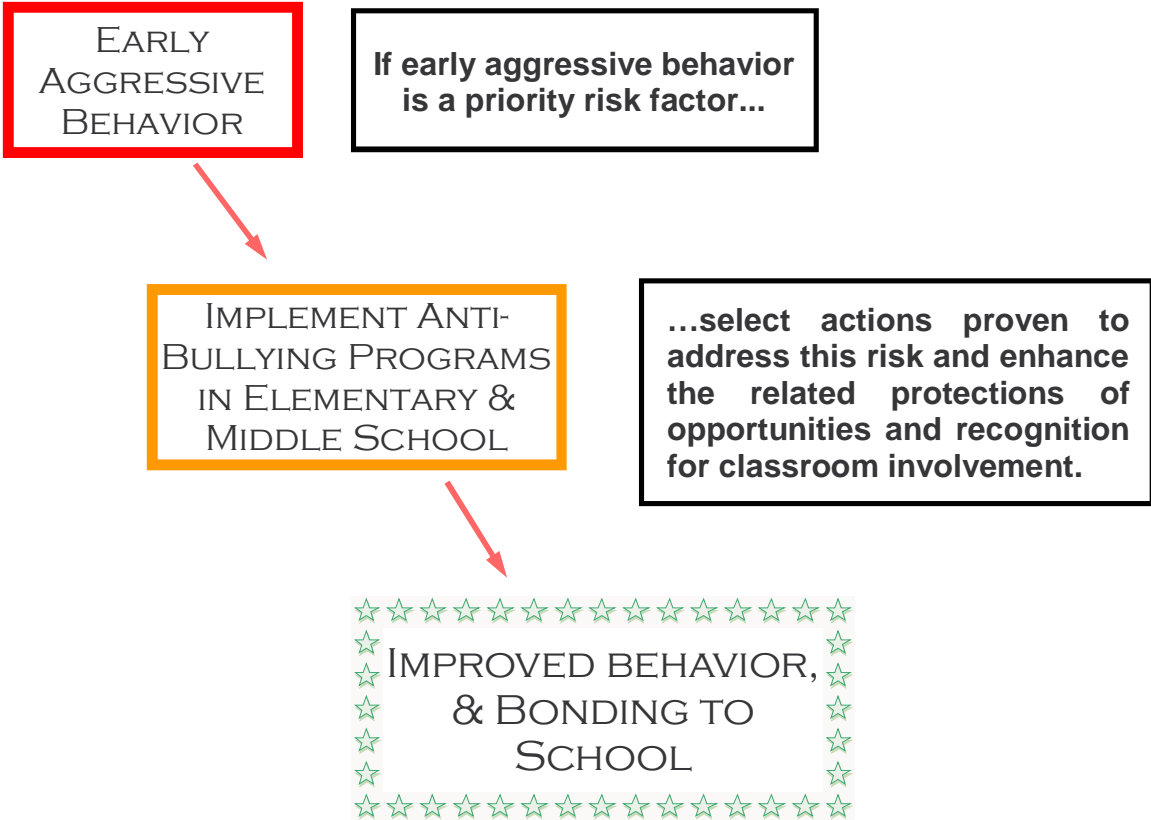 EARLY
AGGRESSIVE
BEHAVIOR
If early aggressive behavior
is a priority risk factor...
IMPLEMENT ANTI-
BULLYING PROGRAMS
IN ELEMENTARY &
MIDDLE SCHOOL
…select actions proven to
address this risk and enhance
the related protections of
opportunities and recognition
for classroom involvement.
IMPROVED BEHAVIOR,
& BONDING TO
SCHOOL